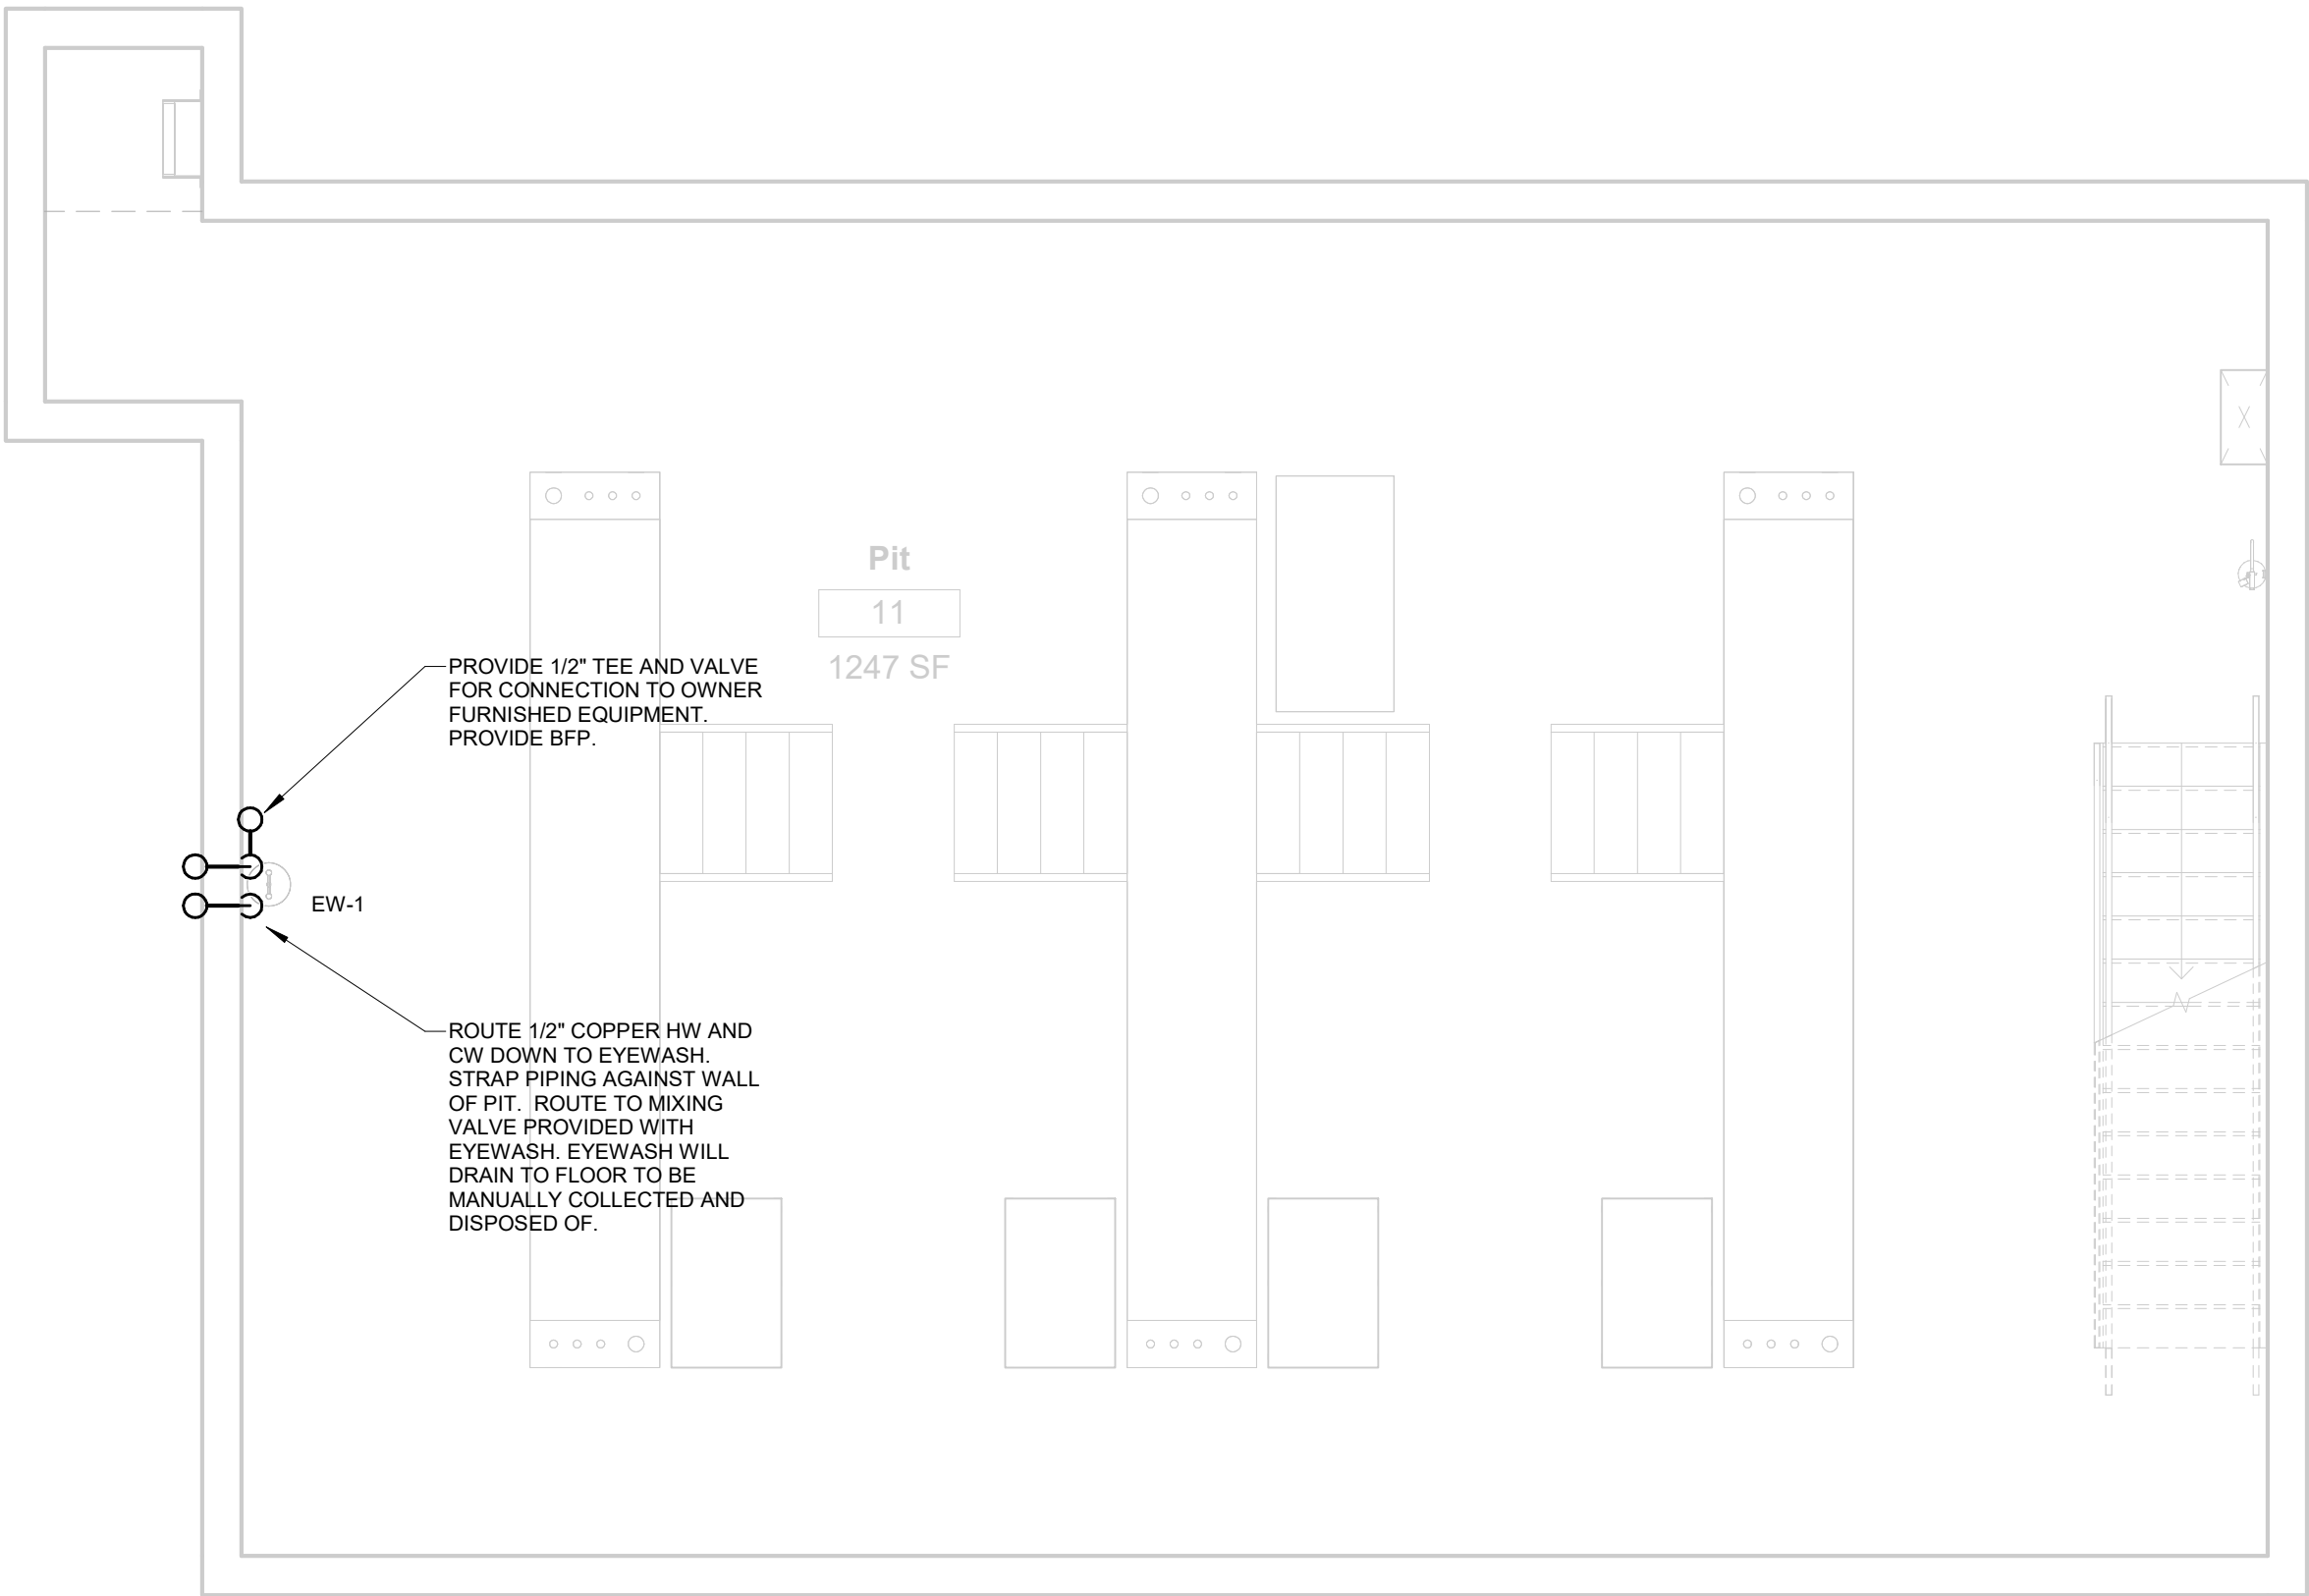 Pit
11
1247 SF
PROVIDE 1/2" TEE AND VALVE
FOR CONNECTION TO OWNER
FURNISHED EQUIPMENT.
PROVIDE BFP.
EW-1
ROUTE 1/2" COPPER HW AND
CW DOWN TO EYEWASH.
STRAP PIPING AGAINST WALL
OF PIT.  ROUTE TO MIXING
VALVE PROVIDED WITH
EYEWASH. EYEWASH WILL
DRAIN TO FLOOR TO BE
MANUALLY COLLECTED AND
DISPOSED OF.